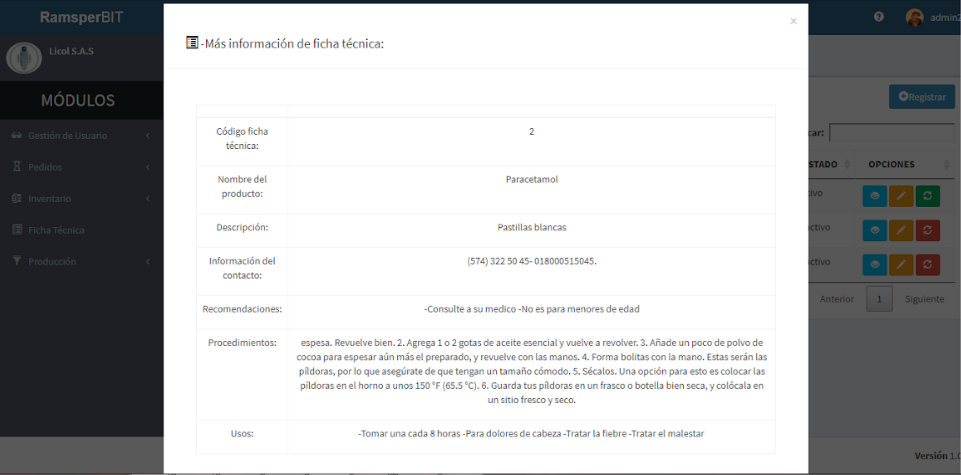 RamsperBIT
admin2
Licol S.A.S
MÓDULOS
Gestión de Usuario
Pedidos
Inventario
Ficha Técnica
Producción
-Más información de ficha técnica:
×
Código ficha
técnica:
2
Nombre del
producto:
Paracetamol
Descripción:
Pastillas blancas
Información del
contacto:
(574) 322 50 45- 018000515045.
Recomendaciones:
-Consulte a su medico -No es para menores de edad
Procedimientos:
espesa. Revuelve bien. 2. Agrega 1 o 2 gotas de aceite esencial y vuelve a revolver. 3. Añade un poco de polvo de
cocoa para espesar aún más el preparado, y revuelve con las manos. 4. Forma bolitas con la mano. Estas serán las
píldoras, por lo que asegúrate de que tengan un tamaño cómodo. 5. Sécalos. Una opción para esto es colocar las
píldoras en el horno a unos 150 °F (65.5 °C). 6. Guarda tus píldoras en un frasco o botella bien seca, y colócala en
un sitio fresco y seco.
Usos:
-Tomar una cada 8 horas -Para dolores de cabeza -Tratar la fiebre -Tratar el malestar
Registrar
car:
STADO
OPCIONES
ivo
ctivo
ctivo
Anterior
1
Siguiente
Versión 1.0